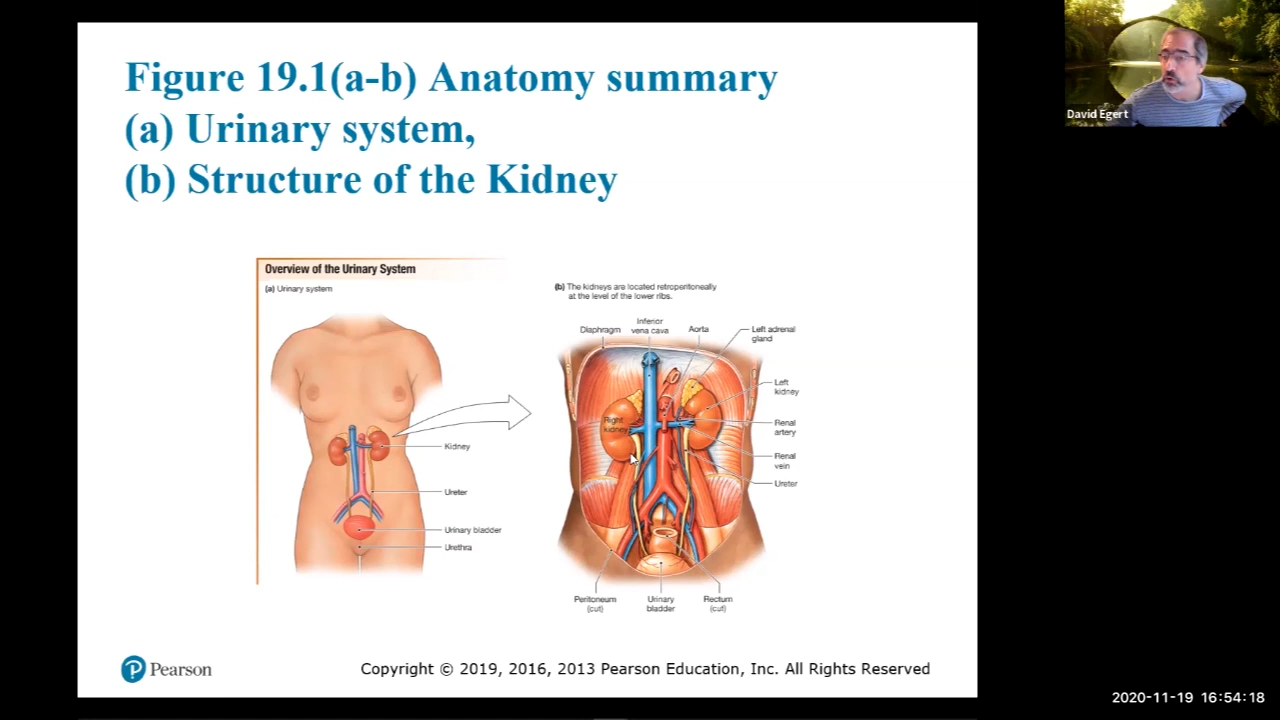 Figure 19.1(a-b) Anatomy summary
(a) Urinary system,
(b) Structure of the Kidney
David Egert
Overview of the Urinary System
(a) Urinary system
Kidney
Ureter
Urinary bladder
Urethra
(b) The kidneys are located retroperitoneally
at the level of the lower ribs.
Diaphragm
Inferior
vena cava
Aorta
Left adrenal
gland
Left
kidney
Right
kidney
Renal
artery
Renal
vein
Ureter
Peritoneum
(cut)
Urinary
bladder
Rectum
(cut)
P Pearson
Copyright © 2019, 2016, 2013 Pearson Education, Inc. All Rights Reserved
2020-11-19 16:54:18